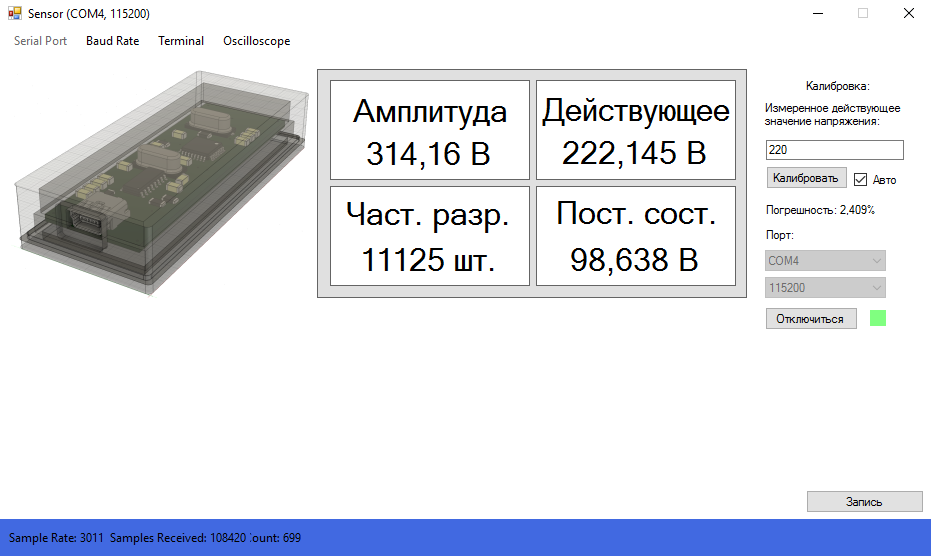 Sensor (COM4, 115200)
Serial Port Baud Rate Terminal Oscilloscope
Амплитуда
314,16 В
Действующее
222,145 В
Част. разр.
11125 шт.
Пост. сост.
98,638 В
Калибровка:
Измеренное действующее
значение напряжения:
220
Калибровать Авто
Погрешность: 2,409%
Порт:
COM4
115200
Отключиться
Запись
Sample Rate: 3011 Samples Received: 108420 :ount: 699